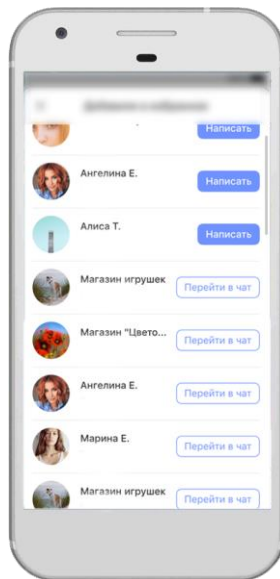 Написать
Ангелина Е.
Написать
Алиса Т.
Написать
Магазин игрушек
Перейти в чат
Магазин "Цвето...
Перейти в чат
Ангелина Е.
Перейти в чат
Марина Е.
Перейти в чат
Магазин игрушек
Перейти в чат